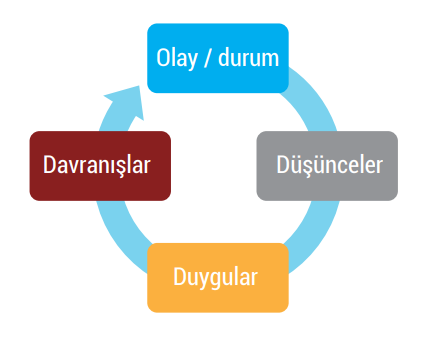 Olay / durum
Düşünceler
Duygular
Davranışlar